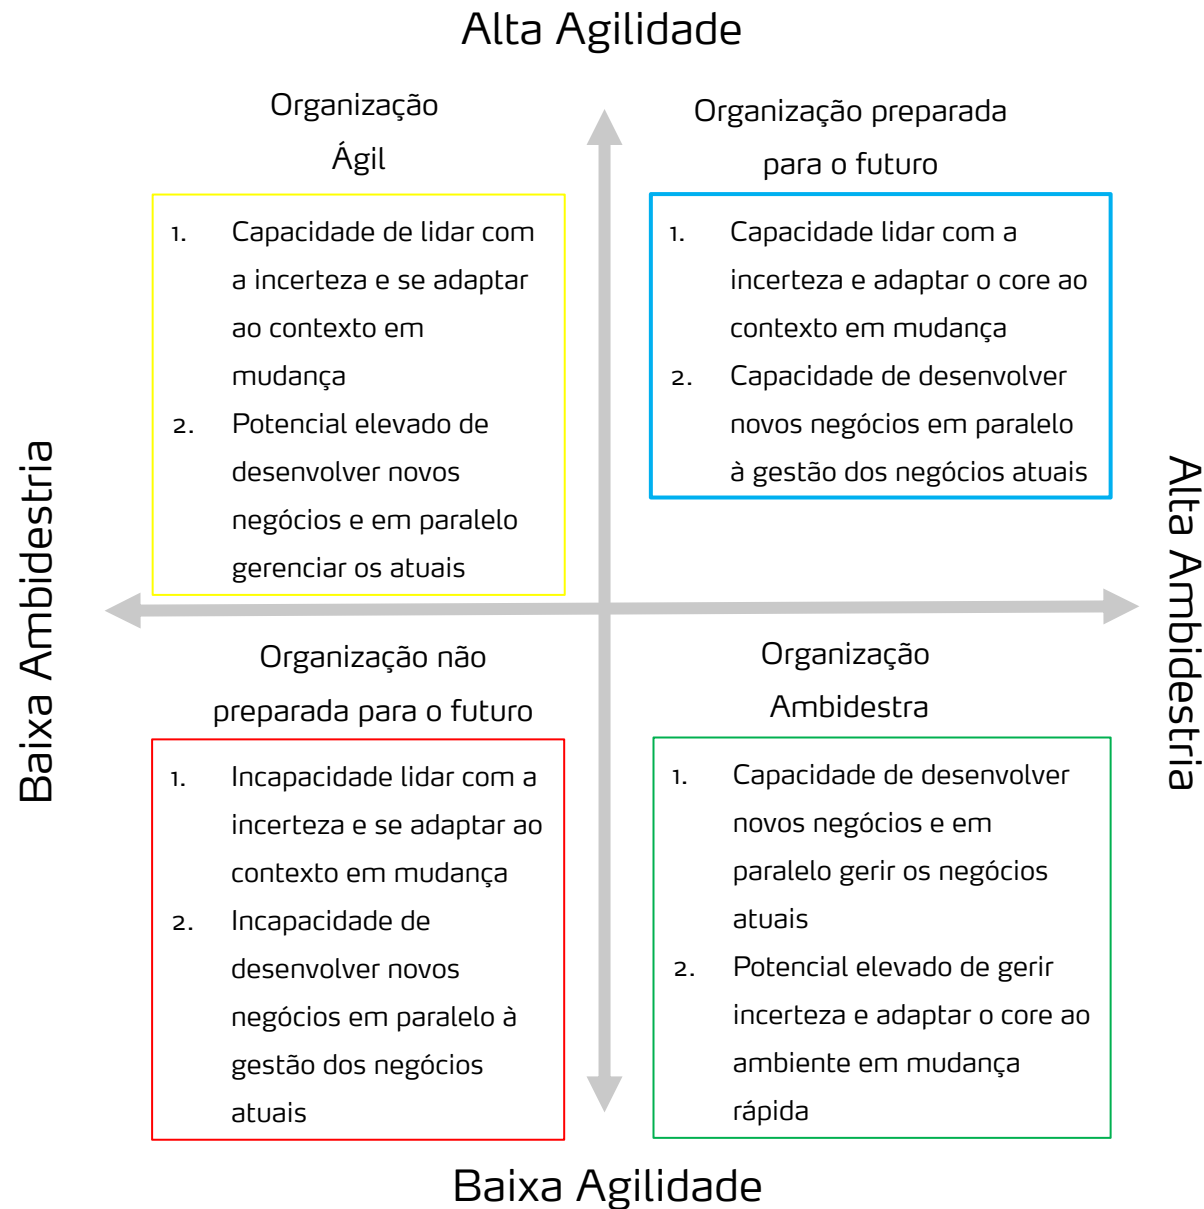 Alta Agilidade
Organização
Ágil
1. Capacidade de lidar com
a incerteza e se adaptar
ao contexto em
mudança
2. Potencial elevado de
desenvolver novos
negócios e em paralelo
gerenciar os atuais
Organização preparada
para o futuro
1. Capacidade lidar com a
incerteza e adaptar o core ao
contexto em mudança
2. Capacidade de desenvolver
novos negócios em paralelo
à gestão dos negócios atuais
Baixa Ambidestria
Alta Ambidestria
Organização não
preparada para o futuro
1. Incapacidade lidar com a
incerteza e se adaptar ao
contexto em mudança
2. Incapacidade de
desenvolver novos
negócios em paralelo à
gestão dos negócios
atuais
Organização
Ambidestra
1. Capacidade de desenvolver
novos negócios e em
paralelo gerir os negócios
atuais
2. Potencial elevado de gerir
incerteza e adaptar o core ao
ambiente em mudança
rápida
Baixa Agilidade